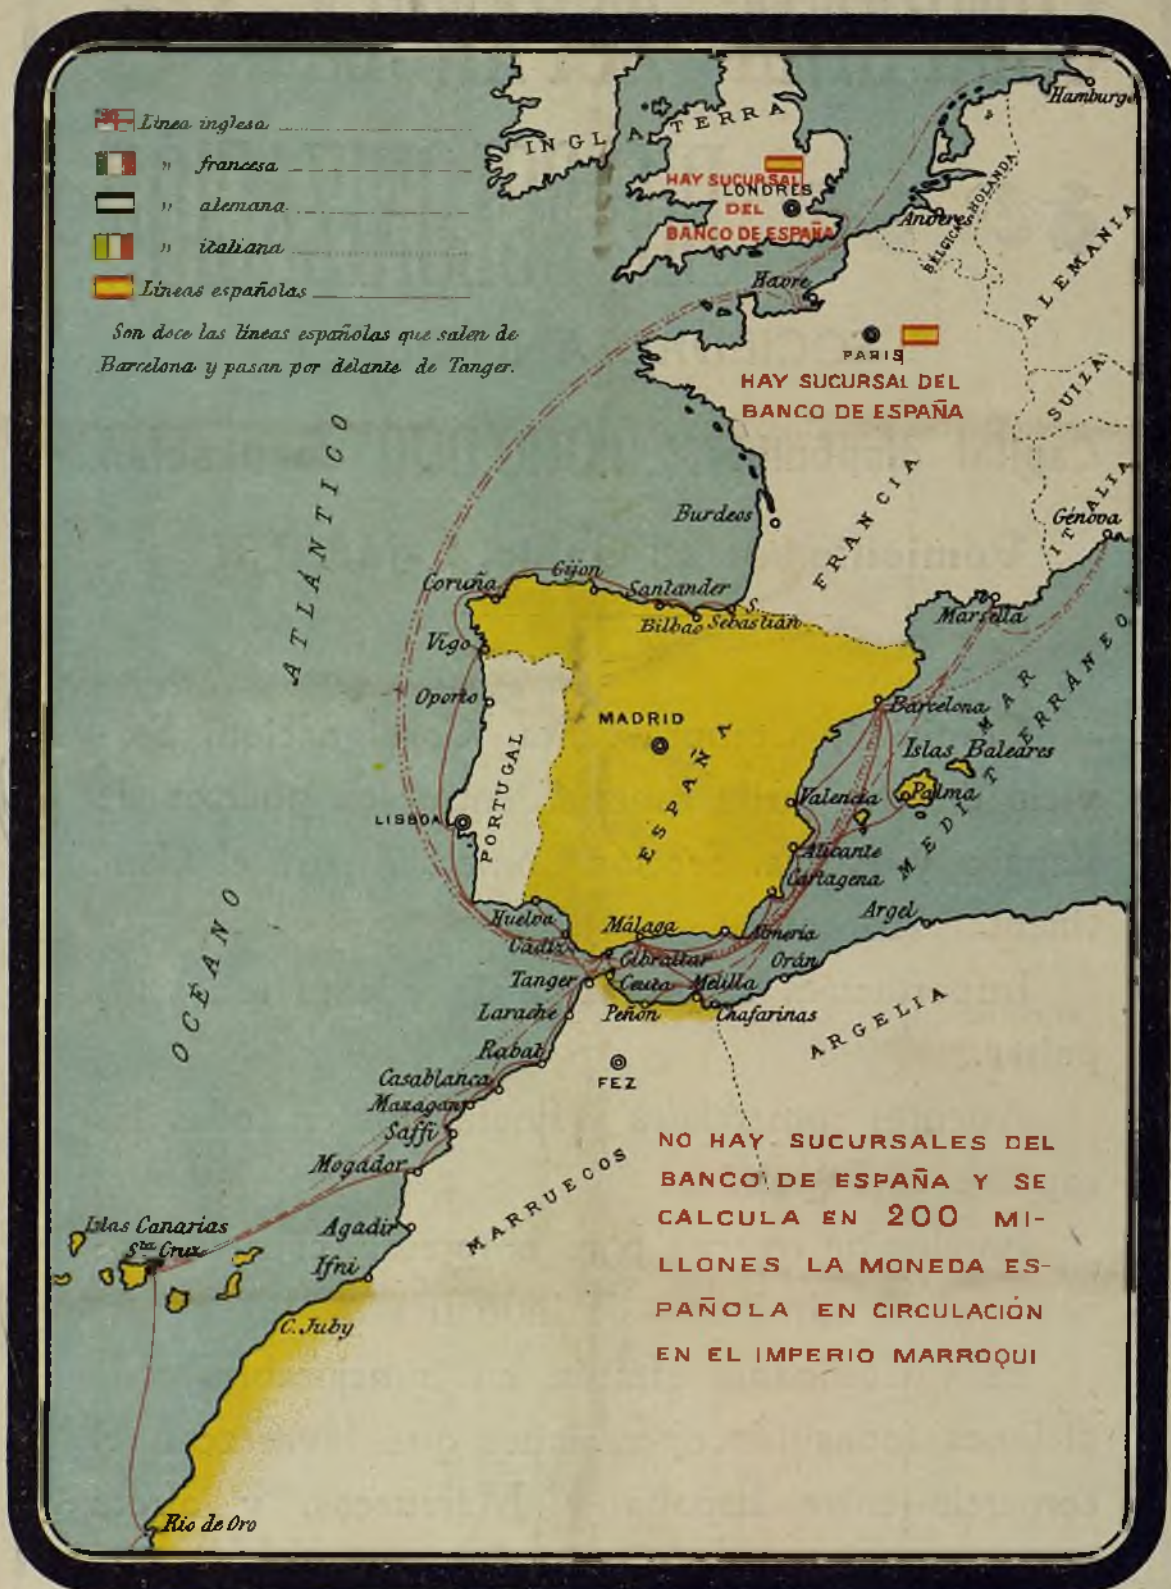 Linea inglesa
" francesa
" alemana
" italiana
Líneas españolas
Son doce las líneas españolas que salen de
Barcelona y pasan por delante de Tanger.
INGLATERRA
Hamburgo
HAY SUCURSAL
LONDRES
DEL
BANCO DE ESPAÑA
Amberes
HOLANDA
BELGICA
ALEMANIA
Havre
PARIS
HAY SUCURSAL DEL
BANCO DE ESPAÑA
SUIZA
FRANCIA
ITALIA
Burdeos
Génova
Marsella
OCÉANO ATLÁNTICO
Coruña
Gijon
Santander
Bilbao
S. Sebastián
Vigo
Oporto
MADRID
Barcelona
MAR MEDITERRÁNEO
Islas Baleares
Palma
Valencia
ESPAÑA
PORTUGAL
LISBOA
Alicante
Cartagena
Argel
Huelva
Málaga
Almería
Cádiz
Gibraltar
Orán
Tanger
Ceuta
Melilla
Larache
Peñón
Chafarinas
ARGELIA
Rabat
FEZ
Casablanca
Mazagan
Saffi
Mogador
MARRUECOS
Agadir
Islas Canarias
Sta Cruz
Ifni
C. Juby
Rio de Oro
NO HAY SUCURSALES DEL
BANCO DE ESPAÑA Y SE
CALCULA EN 200 MI-
LLONES LA MONEDA ES-
PAÑOLA EN CIRCULACIÓN
EN EL IMPERIO MARROQUI